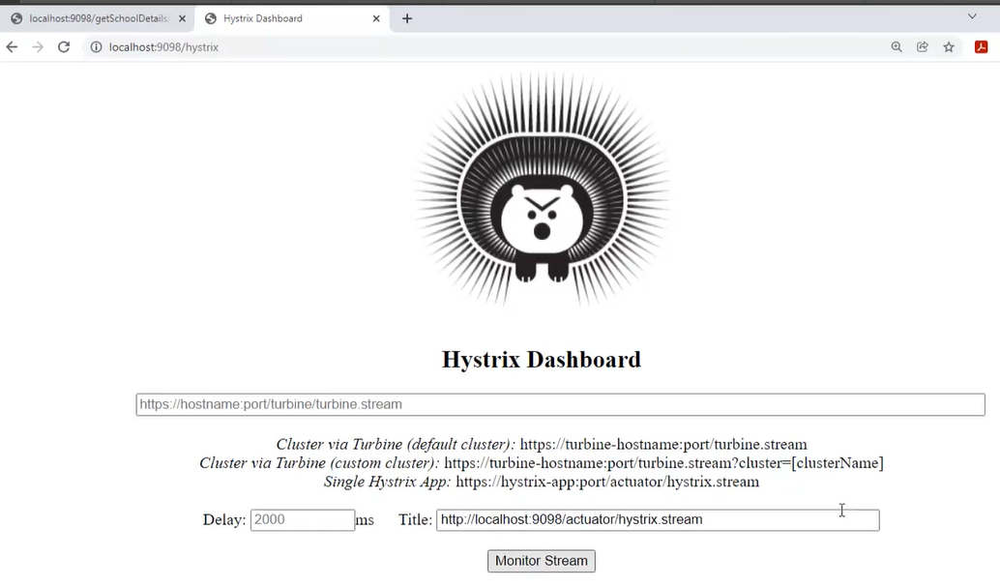 localhost:9098/getSchoolDetails/
Hystrix Dashboard
localhost:9098/hystrix
Hystrix Dashboard
https://hostname:port/turbine/turbine.stream
Cluster via Turbine (default cluster): https://turbine-hostname:port/turbine.stream
Cluster via Turbine (custom cluster): https://turbine-hostname:port/turbine.stream?cluster=[clusterName]
Single Hystrix App: https://hystrix-app:port/actuator/hystrix.stream
Delay: 2000 ms Title: http://localhost:9098/actuator/hystrix.stream
Monitor Stream